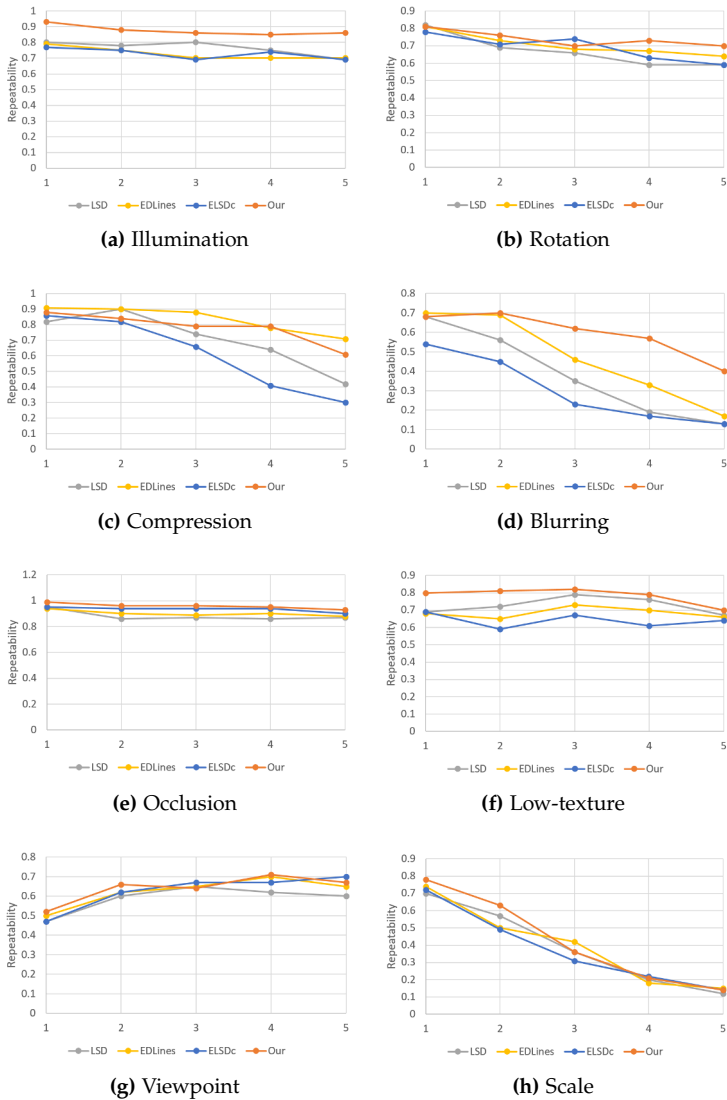 1
0.9
0.8
0.7
0.6
0.5
0.4
0.3
0.2
0.1
0
Repeatability
1 2 3 4 5
LSD EDLines ELSDc Our
(a) Illumination
0.9
0.8
0.7
0.6
0.5
0.4
0.3
0.2
0.1
0
Repeatability
1 2 3 4 5
LSD EDLines ELSDc Our
(b) Rotation
1
0.9
0.8
0.7
0.6
0.5
0.4
0.3
0.2
0.1
0
Repeatability
1 2 3 4 5
LSD EDLines ELSDc Our
(c) Compression
0.8
0.7
0.6
0.5
0.4
0.3
0.2
0.1
0
Repeatability
1 2 3 4 5
LSD EDLines ELSDc Our
(d) Blurring
1.2
1
0.8
0.6
0.4
0.2
0
Repeatability
1 2 3 4 5
LSD EDLines ELSDc Our
(e) Occlusion
0.9
0.8
0.7
0.6
0.5
0.4
0.3
0.2
0.1
0
Repeatability
1 2 3 4 5
LSD EDLines ELSDc Our
(f) Low-texture
0.8
0.7
0.6
0.5
0.4
0.3
0.2
0.1
0
Repeatability
1 2 3 4 5
LSD EDLines ELSDc Our
(g) Viewpoint
0.9
0.8
0.7
0.6
0.5
0.4
0.3
0.2
0.1
0
Repeatability
1 2 3 4 5
LSD EDLines ELSDc Our
(h) Scale